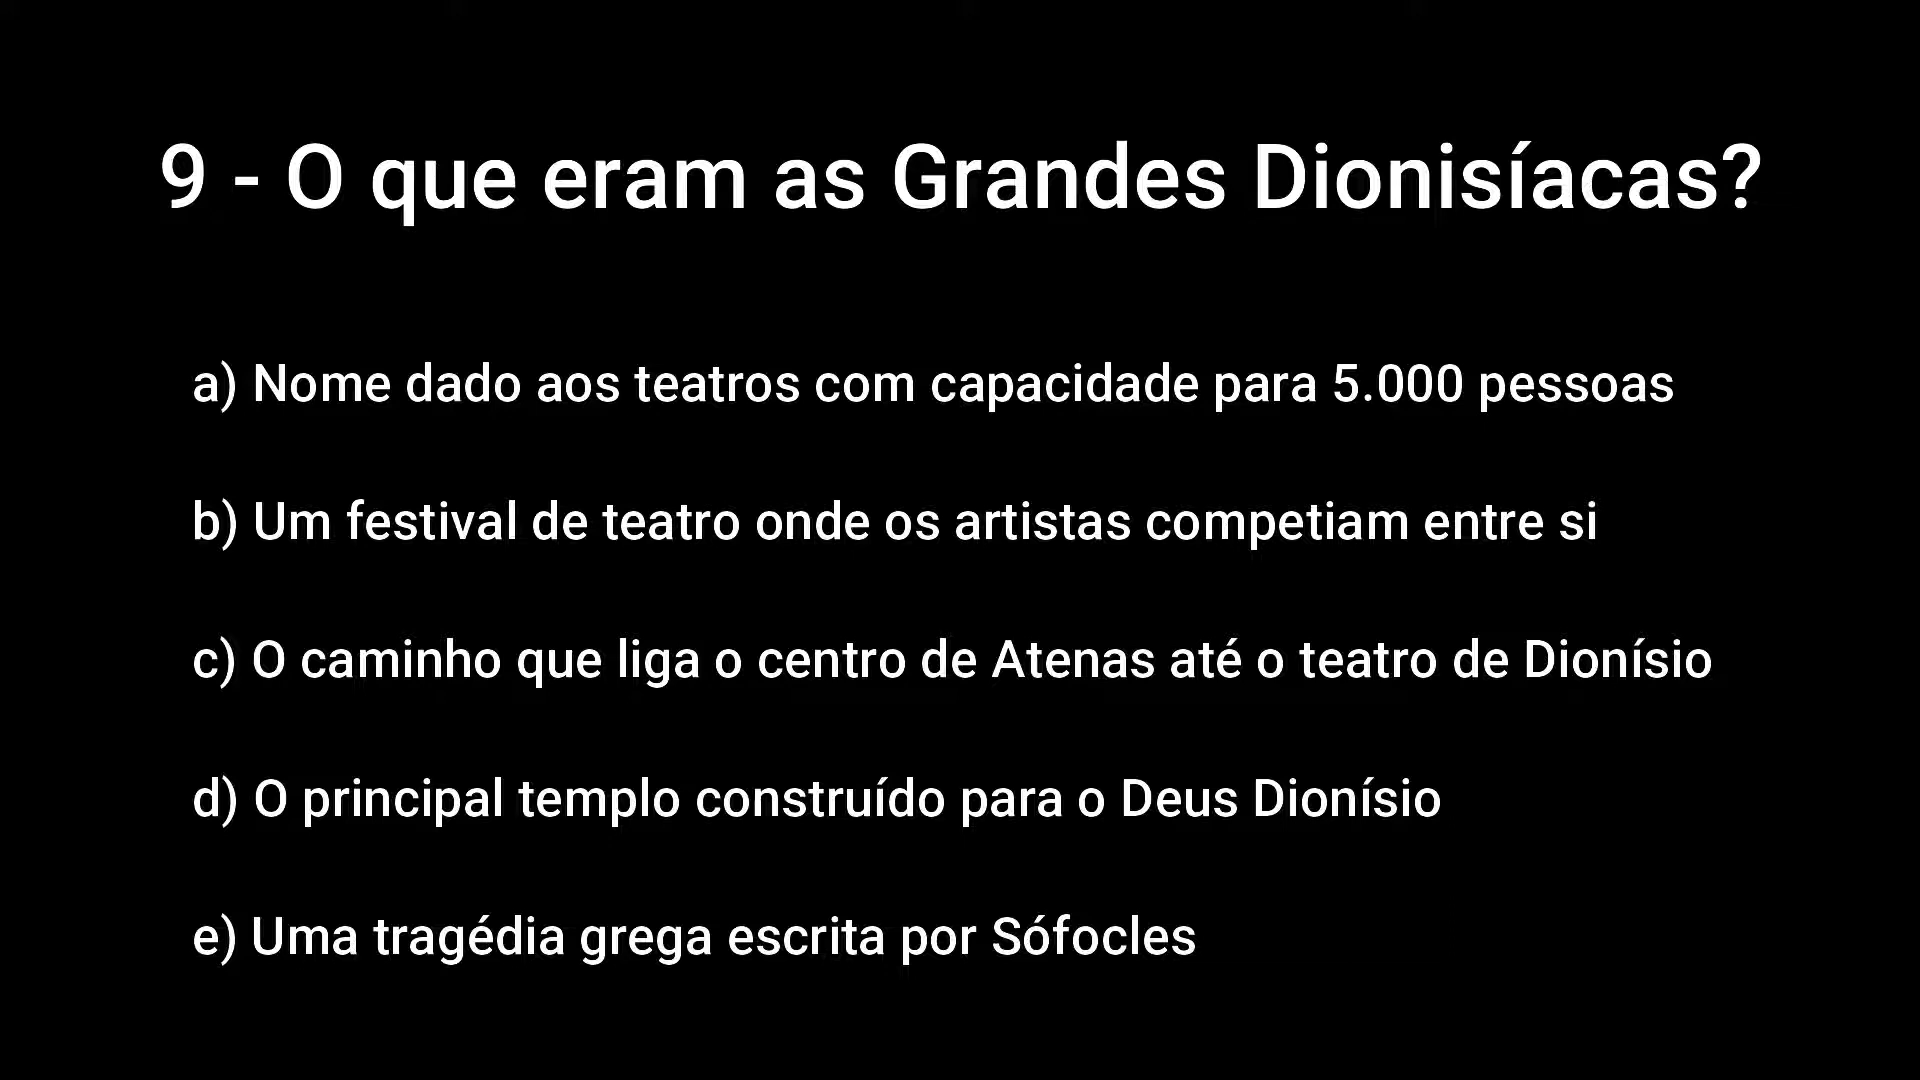 9 - O que eram as Grandes Dionisíacas?
a) Nome dado aos teatros com capacidade para 5.000 pessoas
b) Um festival de teatro onde os artistas competiam entre si
c) O caminho que liga o centro de Atenas até o teatro de Dionísio
d) O principal templo construído para o Deus Dionísio
e) Uma tragédia grega escrita por Sófocles